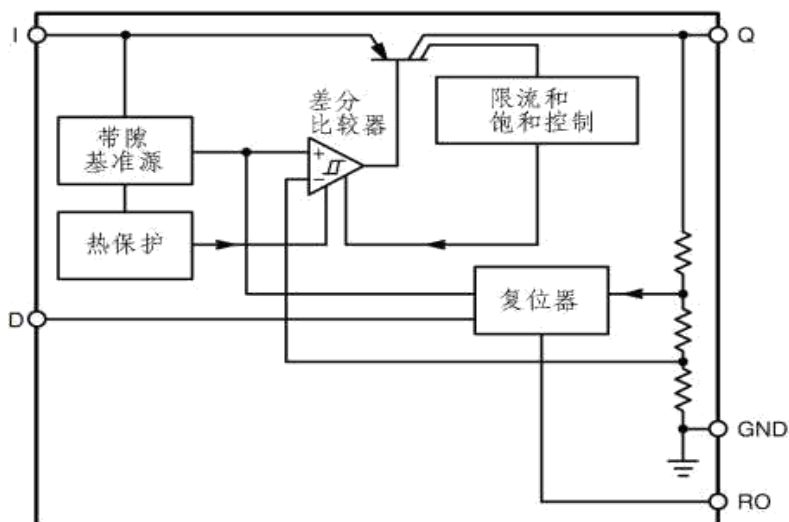 I
Q
差分
比较器
限流和
饱和控制
带隙
基准源
+
−
热保护
复位器
D
GND
RO